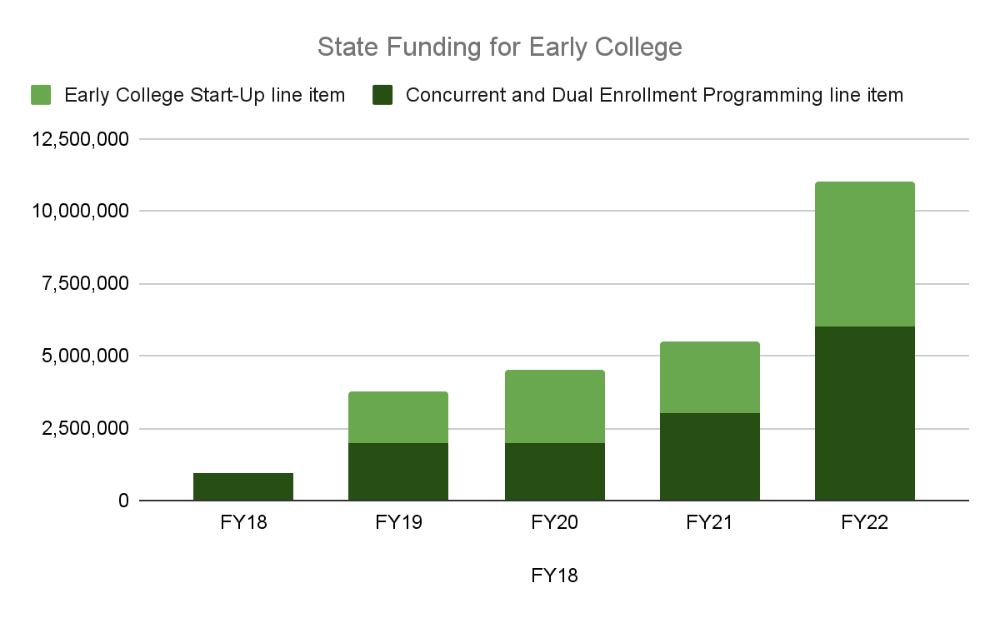 State Funding for Early College
Early College Start-Up line item Concurrent and Dual Enrollment Programming line item
12,500,000
10,000,000
7,500,000
5,000,000
2,500,000
0
FY18 FY19 FY20 FY21 FY22
FY18